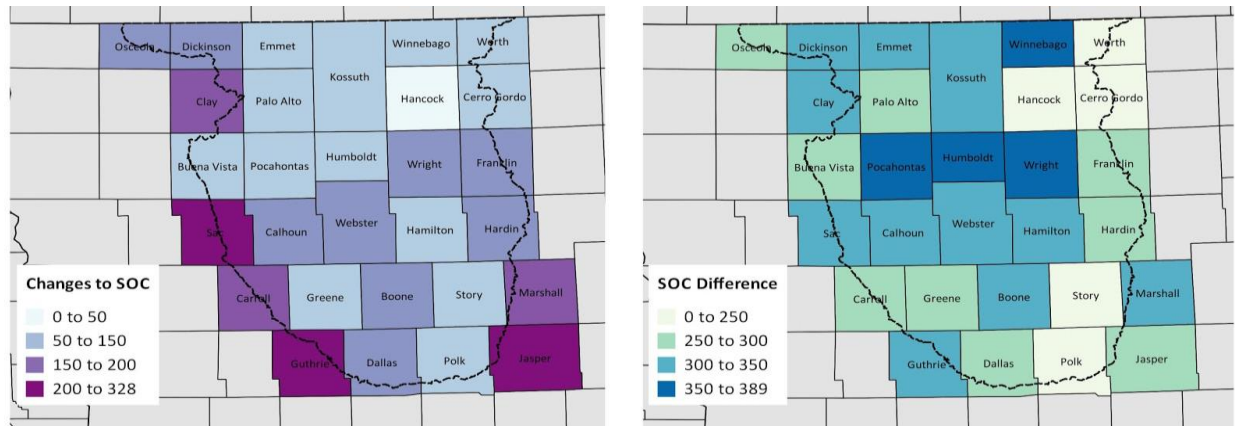 Osceola Dickinson Emmet Winnebago Worth
Kossuth
Clay Palo Alto Hancock Cerro Gordo
Buena Vista Pocahontas Humboldt Wright Franklin
Sac Calhoun Webster Hamilton Hardin
Changes to SOC
0 to 50
50 to 150
150 to 200
200 to 328
Carroll Greene Boone Story Marshall
Guthrie Dallas Polk Jasper
Osceola Dickinson Emmet Winnebago Worth
Kossuth
Clay Palo Alto Hancock Cerro Gordo
Buena Vista Pocahontas Humboldt Wright Franklin
Sac Calhoun Webster Hamilton Hardin
SOC Difference
0 to 250
250 to 300
300 to 350
350 to 389
Carroll Greene Boone Story Marshall
Guthrie Dallas Polk Jasper